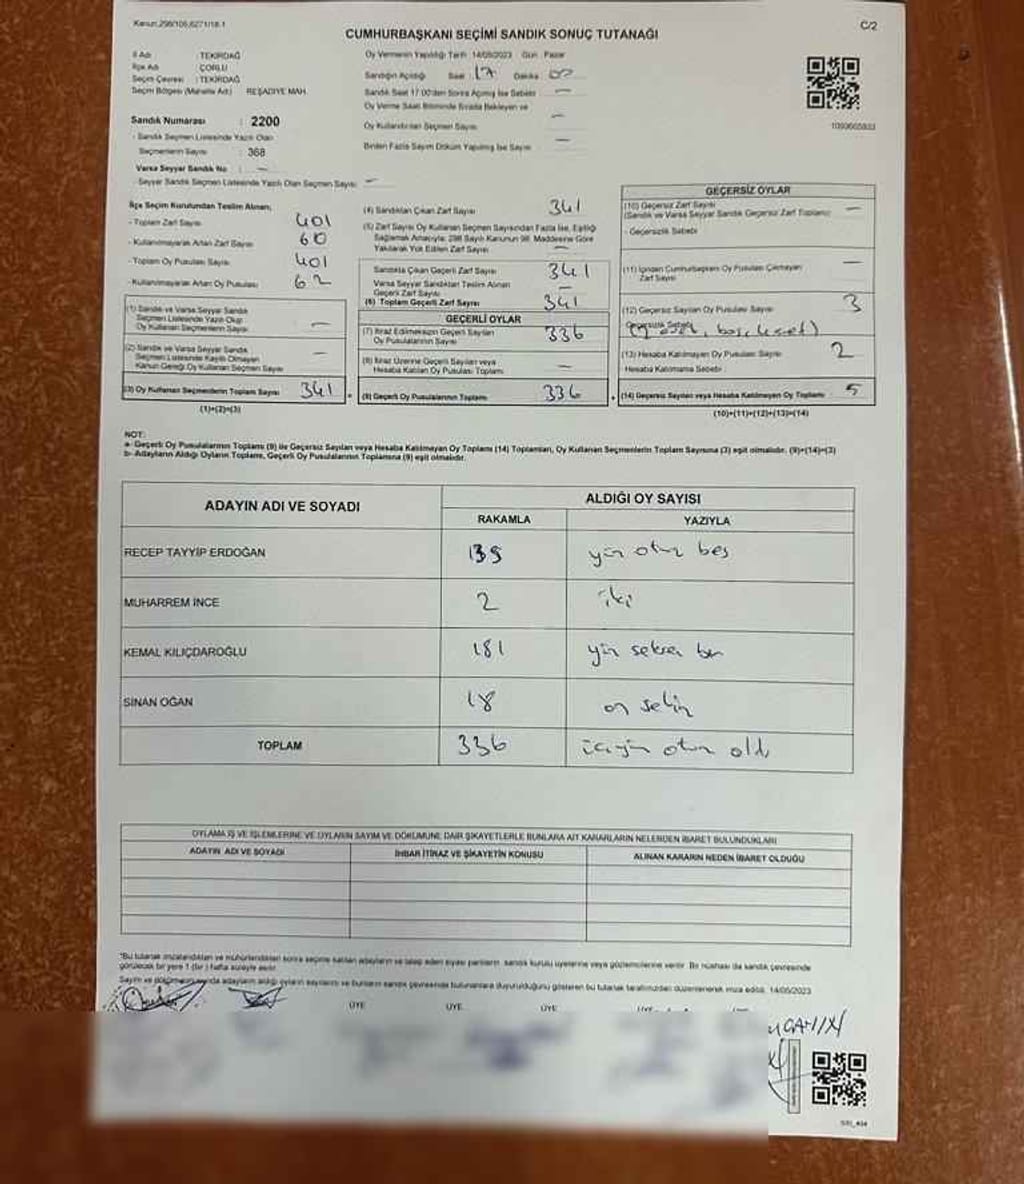 Kanun;298/105,6271/18-1
C/2
CUMHURBAŞKANI SEÇİMİ SANDIK SONUÇ TUTANAĞI
İl Adı : TEKİRDAĞ
İlçe Adı : ÇORLU
Seçim Çevresi : TEKİRDAĞ
Seçim Bölgesi (Mahalle Adı) REŞADİYE MAH.
Sandık Numarası : 2200
- Sandık Seçmen Listesinde Yazılı Olan
Seçmenlerin Sayısı : 368
Varsa Seyyar Sandık No : —
- Seyyar Sandık Seçmen Listesinde Yazılı Olan Seçmen Sayısı : —
Oy Vermenin Yapıldığı Tarih 14/05/2023 Gün Pazar
Sandığın Açıldığı Saat 17 Dakika
Sandık Saat 17.00'den Sonra Açılmış İse Sebebi —
Oy Verme Saati Bitiminde Sırada Bekleyen ve
Oy Kullandırılan Seçmen Sayısı —
Birden Fazla Sayım Döküm Yapılmış İse Sayısı —
İlçe Seçim Kurulundan Teslim Alınan;
- Toplam Zarf Sayısı 401
- Kullanılmayarak Artan Zarf Sayısı 60
- Toplam Oy Pusulası Sayısı 401
- Kullanılmayarak Artan Oy Pusulası 62
(1) Sandık ve Varsa Seyyar Sandık
Seçmen Listesinde Yazılı Olup
Oy Kullanan Seçmenlerin Sayısı —
(2) Sandık ve Varsa Seyyar Sandık
Seçmen Listesinde Kayıtlı Olmayan
Kanun Gereği Oy Kullanan Seçmen Sayısı —
(3) Oy Kullanan Seçmenlerin Toplam Sayısı 341
(1)+(2)=(3)
(4) Sandıktan Çıkan Zarf Sayısı 341
(5) Zarf Sayısı Oy Kullanan Seçmen Sayısından Fazla İse, Eşitliği
Sağlamak Amacıyla; 298 Sayılı Kanunun 98. Maddesine Göre
Yakılarak Yok Edilen Zarf Sayısı —
Sandıkta Çıkan Geçerli Zarf Sayısı 341
Varsa Seyyar Sandıktan Teslim Alınan
Geçerli Zarf Sayısı —
(6) Toplam Geçerli Zarf Sayısı 341
GEÇERLİ OYLAR
(7) İtiraz Edilmeksizin Geçerli Sayılan
Oy Pusulalarının Sayısı 336
(8) İtiraz Üzerine Geçerli Sayılan veya
Hesaba Katılan Oy Pusulası Toplamı —
(9) Geçerli Oy Pusulalarının Toplamı 336
GEÇERSİZ OYLAR
(10) Geçersiz Zarf Sayısı —
(Sandık ve Varsa Seyyar Sandık Geçersiz Zarf Toplamı)
- Geçersizlik Sebebi
(11) İçinden Cumhurbaşkanı Oy Pusulası Çıkmayan
Zarf Sayısı —
(12) Geçersiz Sayılan Oy Pusulası Sayısı 3
Geçersizlik Sebebi
(13) Hesaba Katılmayan Oy Pusulası Sayısı 2
Hesaba Katılmama Sebebi
(14) Geçersiz Sayılan veya Hesaba Katılmayan Oy Toplamı 5
(10)+(11)+(12)+(13)=(14)
NOT:
a- Geçerli Oy Pusulalarının Toplamı (9) ile Geçersiz Sayılan veya Hesaba Katılmayan Oy Toplamı (14) Toplamları, Oy Kullanan Seçmenlerin Toplam Sayısına (3) eşit olmalıdır. (9)+(14)=(3)
b- Adayların Aldığı Oyların Toplamı, Geçerli Oy Pusulalarının Toplamına (9) eşit olmalıdır.
ADAYIN ADI VE SOYADI ALDIĞI OY SAYISI
RAKAMLA YAZIYLA
RECEP TAYYİP ERDOĞAN 135 yüz otuz beş
MUHARREM İNCE 2 iki
KEMAL KILIÇDAROĞLU 181 yüz seksen bir
SİNAN OĞAN 18 on sekiz
TOPLAM 336 üçyüz otuz altı
OYLAMA İŞ VE İŞLEMLERİNE VE OYLARIN SAYIM VE DÖKÜMÜNE DAİR ŞİKAYETLERLE BUNLARA AİT KARARLARIN NELERDEN İBARET BULUNDUKLARI
ADAYIN ADI VE SOYADI İHBAR İTİRAZ VE ŞİKAYETİN KONUSU ALINAN KARARIN NEDEN İBARET OLDUĞU
*Bu tutanak imzalandıktan ve mühürlendikten sonra seçime katılan adayların ve talep eden siyasi partilerin sandık kurulu üyelerine veya gözlemcilerine verilir. Bir nüshası da sandık çevresinde
görülecek bir yere 1 (bir) hafta süreyle asılır.
Sayım ve dökümün sonunda adayların aldığı oyların sayılarını ve bunların sandık çevresinde bulunanlara duyurulduğunu gösteren bu tutanak tarafımızdan düzenlenerek imza edildi. 14/05/2023
ÜYE ÜYE ÜYE ÜYE